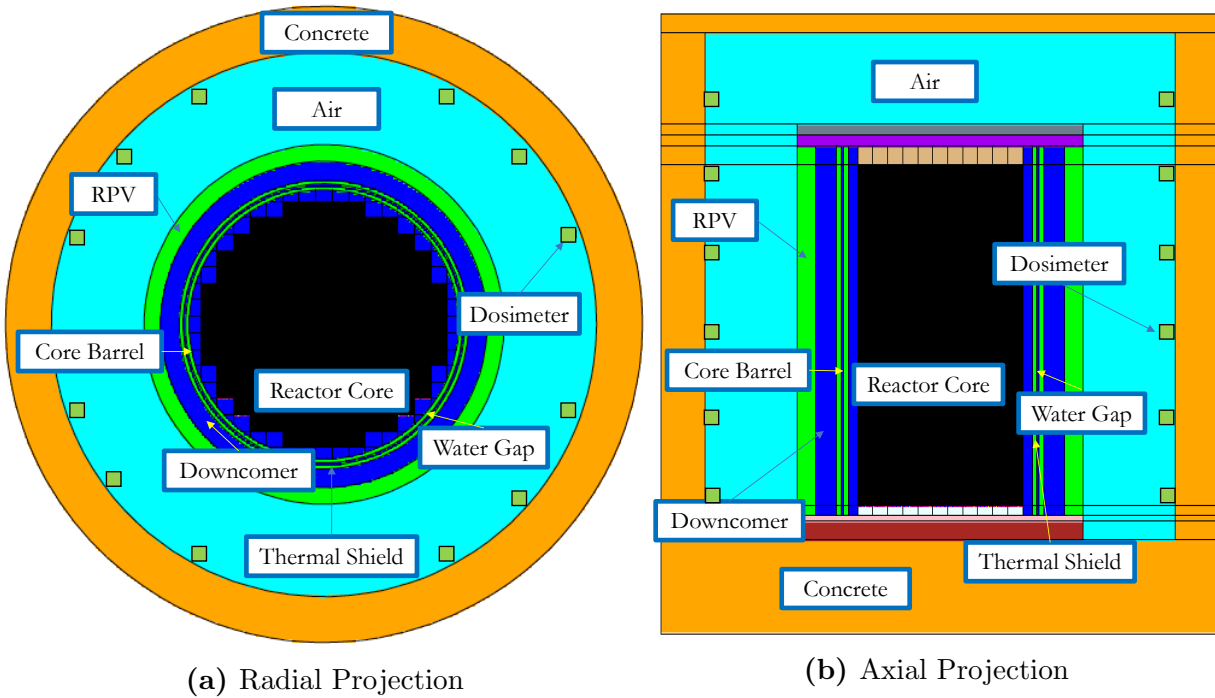 Concrete
Air
RPV
Dosimeter
Core Barrel
Reactor Core
Water Gap
Downcomer
Thermal Shield
(a) Radial Projection
Air
RPV
Dosimeter
Core Barrel
Reactor Core
Water Gap
Downcomer
Thermal Shield
Concrete
(b) Axial Projection